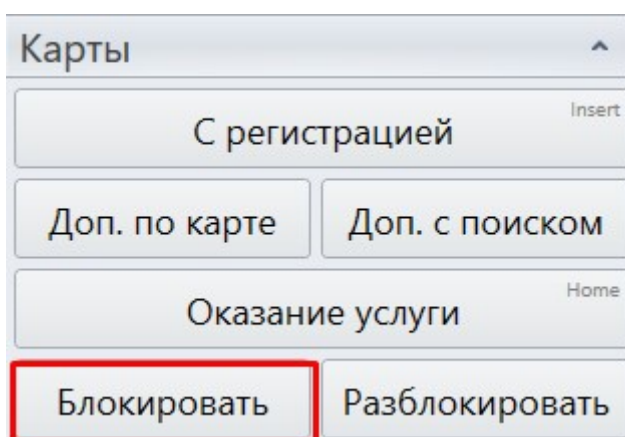 Карты
Insert
С регистрацией
Доп. по карте
Доп. с поиском
Home
Оказание услуги
Блокировать
Разблокировать